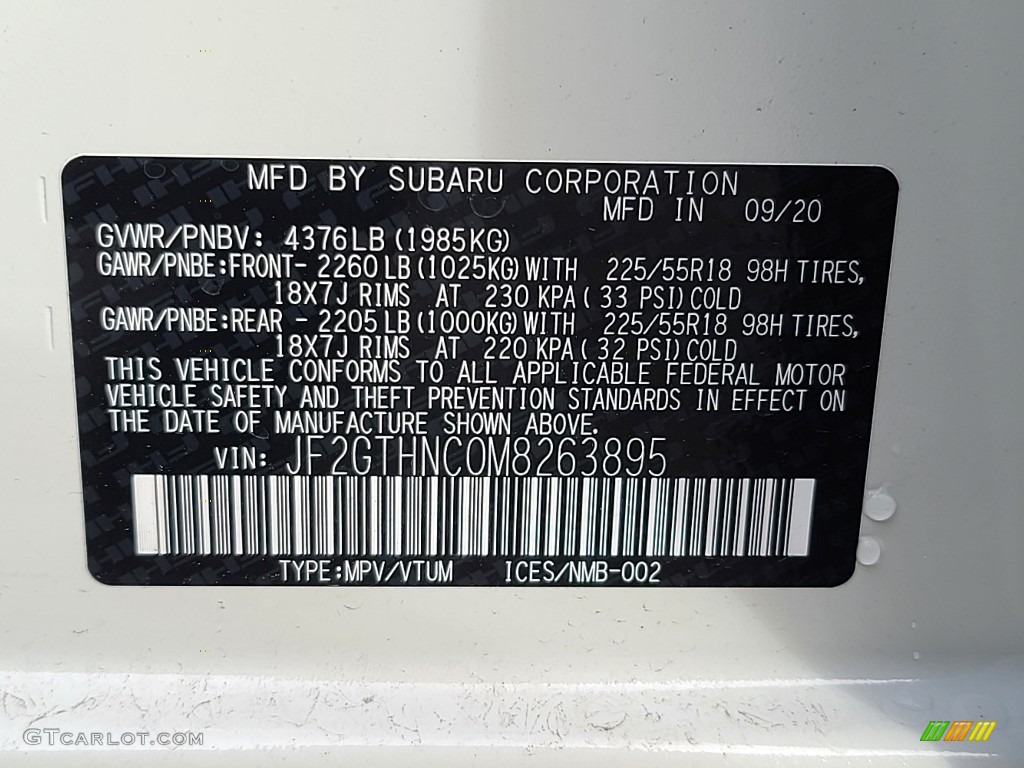 MFD BY SUBARU CORPORATION
MFD IN 09/20
GVWR/PNBV: 4376LB(1985KG)
GAWR/PNBE:FRONT- 2260LB(1025KG)WITH 225/55R18 98H TIRES,
18X7J RIMS AT 230 KPA( 33 PSI)COLD
GAWR/PNBE:REAR - 2205LB(1000KG)WITH 225/55R18 98H TIRES,
18X7J RIMS AT 220 KPA( 32 PSI)COLD
THIS VEHICLE CONFORMS TO ALL APPLICABLE FEDERAL MOTOR
VEHICLE SAFETY AND THEFT PREVENTION STANDARDS IN EFFECT ON
THE DATE OF MANUFACTURE SHOWN ABOVE.
VIN: JF2GTHNC0M8263895
TYPE:MPV/VTUM ICES/NMB-002
GTCARLOT.COM